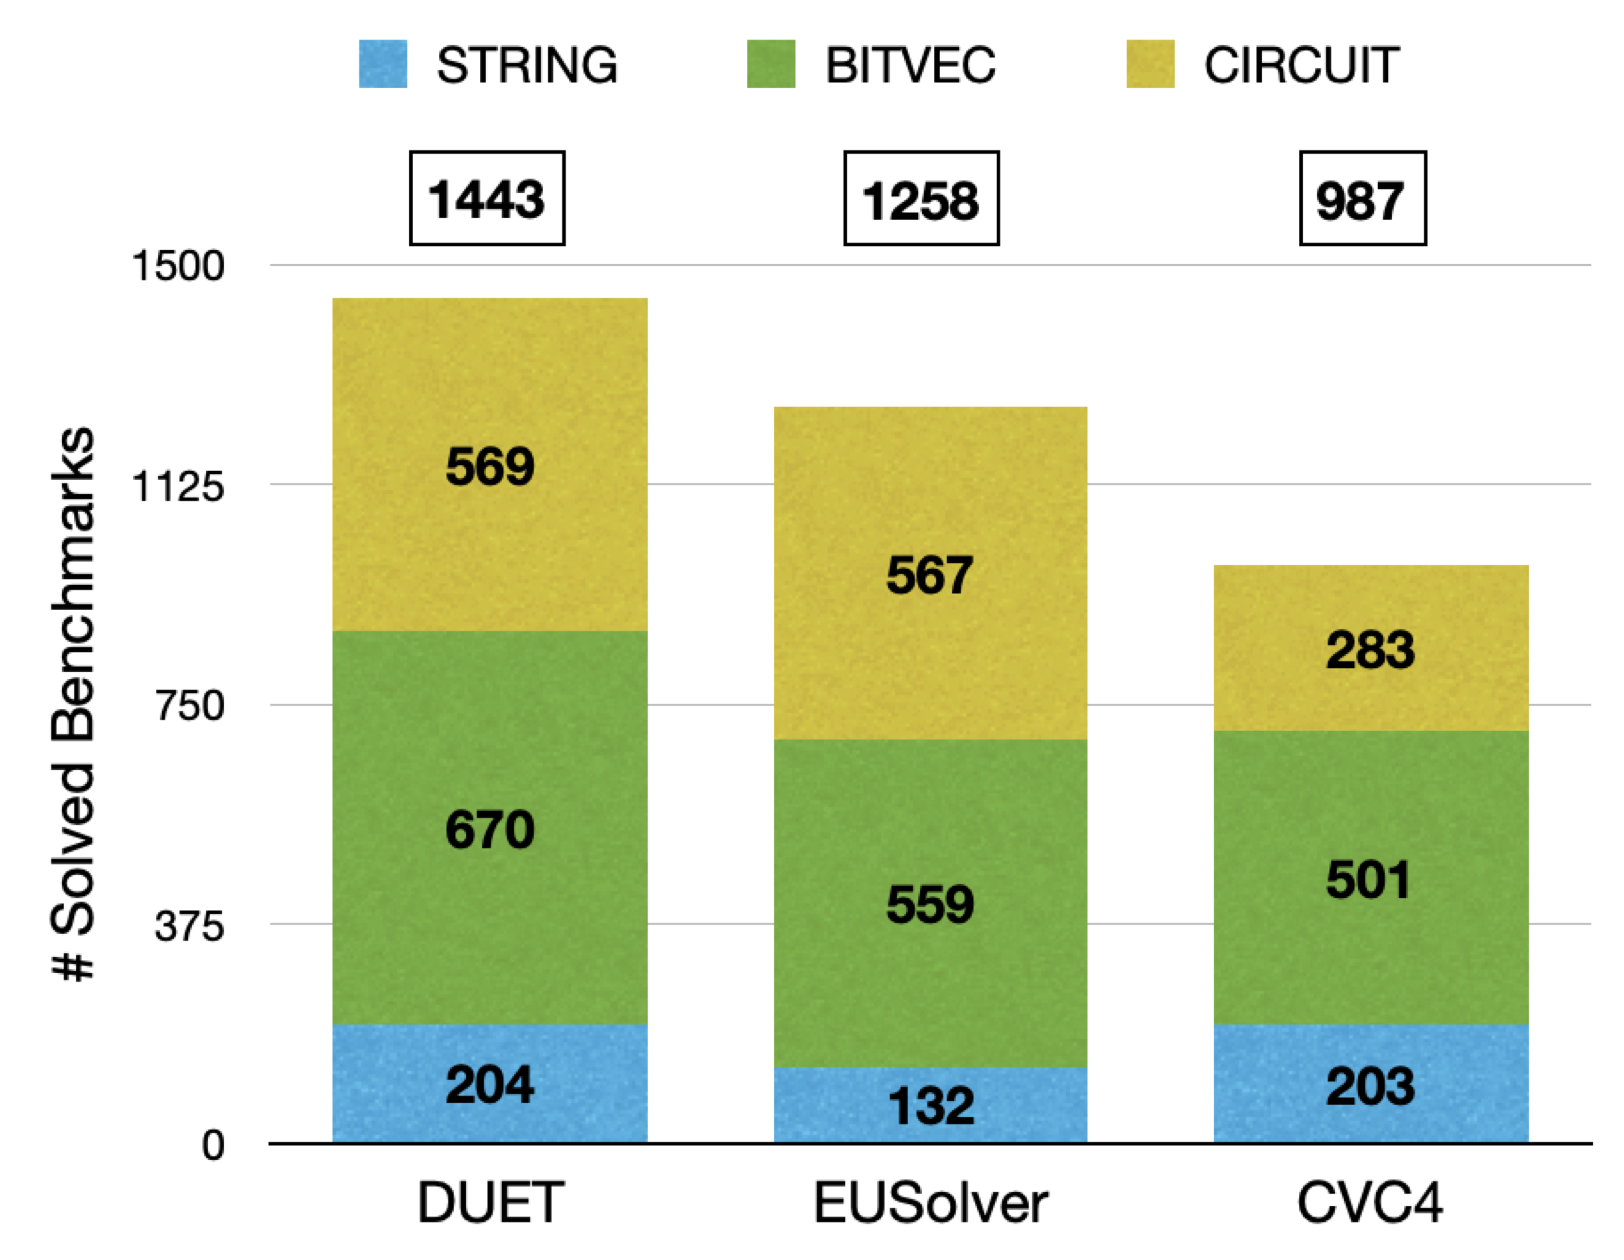 STRING BITVEC CIRCUIT
1443 1258 987
1500
1125
750
375
0
# Solved Benchmarks
569 567 283
670 559 501
204 132 203
DUET EUSolver CVC4